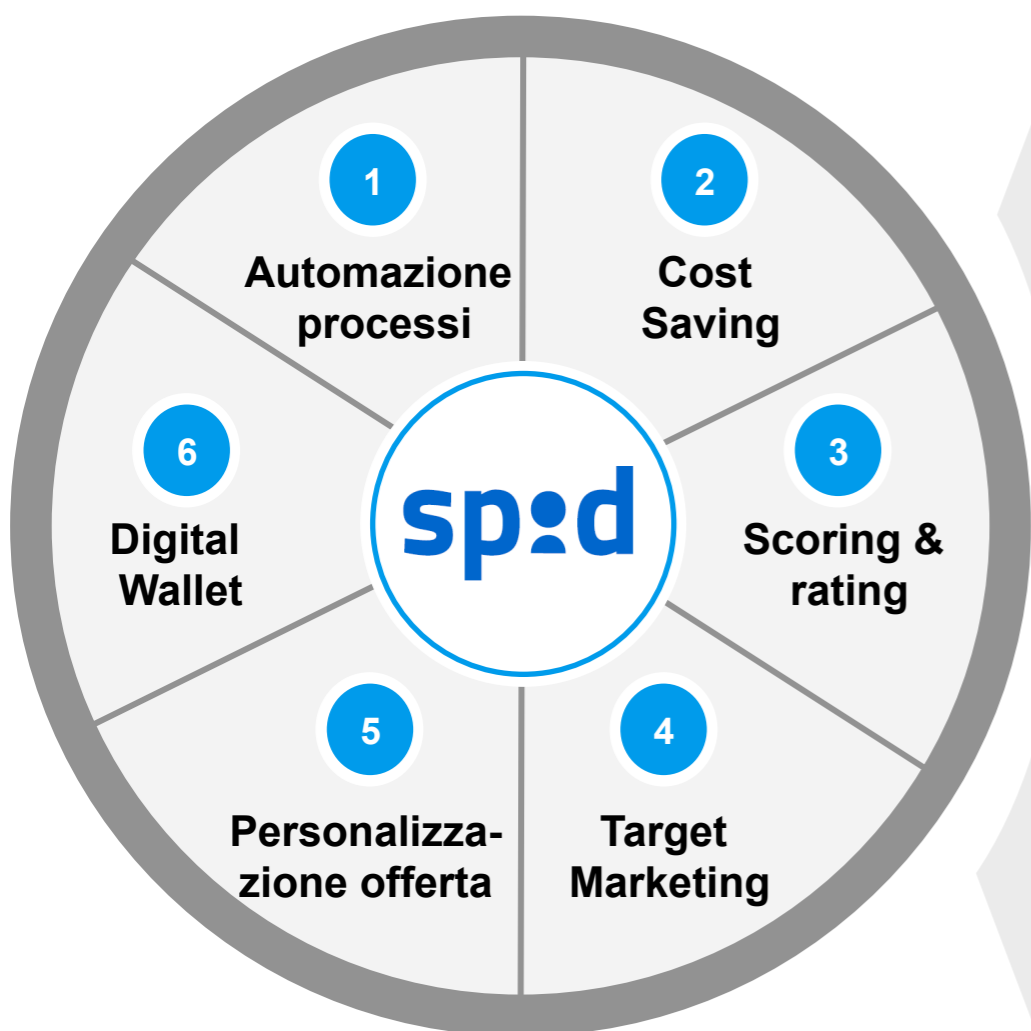 1
Automazione
processi
2
Cost
Saving
3
Scoring &
rating
4
Target
Marketing
5
Personalizza-
zione offerta
6
Digital
Wallet
spid